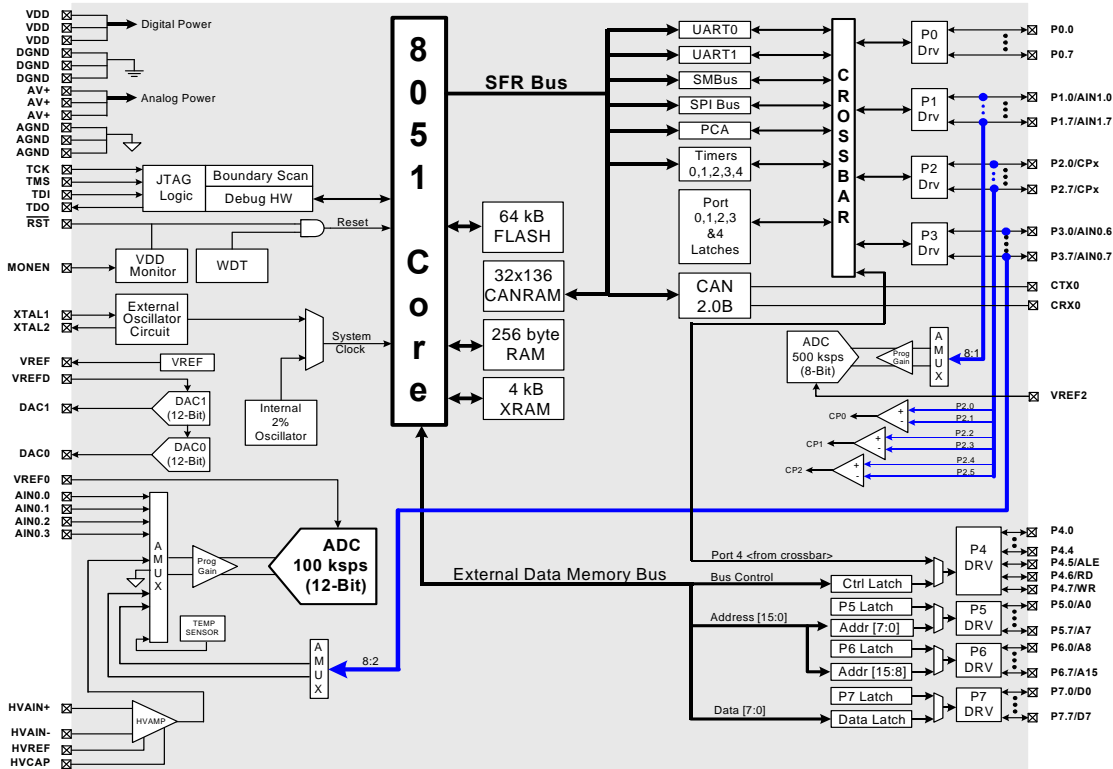 VDD
VDD
VDD
Digital Power
DGND
DGND
DGND
AV+
AV+
AV+
Analog Power
AGND
AGND
AGND
TCK
TMS
TDI
TDO
JTAG
Logic
Boundary Scan
Debug HW
RST
Reset
MONEN
VDD
Monitor
WDT
XTAL1
XTAL2
External
Oscillator
Circuit
System
Clock
VREF
VREF
VREFD
DAC1
DAC1
(12-Bit)
Internal
2%
Oscillator
DAC0
DAC0
(12-Bit)
VREF0
AIN0.0
AIN0.1
AIN0.2
AIN0.3
A
M
U
X
Prog
Gain
ADC
100 ksps
(12-Bit)
TEMP
SENSOR
A
M
U
X
8:2
HVAIN+
HVAIN-
HVREF
HVCAP
HVAMP
8
0
5
1
C
o
r
e
SFR Bus
64 kB
FLASH
32x136
CANRAM
256 byte
RAM
4 kB
XRAM
External Data Memory Bus
UART0
UART1
SMBus
SPI Bus
PCA
Timers
0,1,2,3,4
Port
0,1,2,3
&4
Latches
CAN
2.0B
C
R
O
S
S
B
A
R
P0
Drv
P1
Drv
P2
Drv
P3
Drv
P0.0
P0.7
P1.0/AIN1.0
P1.7/AIN1.7
P2.0/CPx
P2.7/CPx
P3.0/AIN0.6
P3.7/AIN0.7
CTX0
CRX0
ADC
500 ksps
(8-Bit)
Prog
Gain
A
M
U
X
8:1
VREF2
CP0
+
-
P2.0
P2.1
CP1
+
-
P2.2
P2.3
CP2
+
-
P2.4
P2.5
Port 4 <from crossbar>
Bus Control
Ctrl Latch
P4
DRV
P4.0
P4.4
P4.5/ALE
P4.6/RD
P4.7/WR
Address [15:0]
P5 Latch
Addr [7:0]
P5
DRV
P5.0/A0
P5.7/A7
P6 Latch
Addr [15:8]
P6
DRV
P6.0/A8
P6.7/A15
P7 Latch
Data [7:0]
Data Latch
P7
DRV
P7.0/D0
P7.7/D7